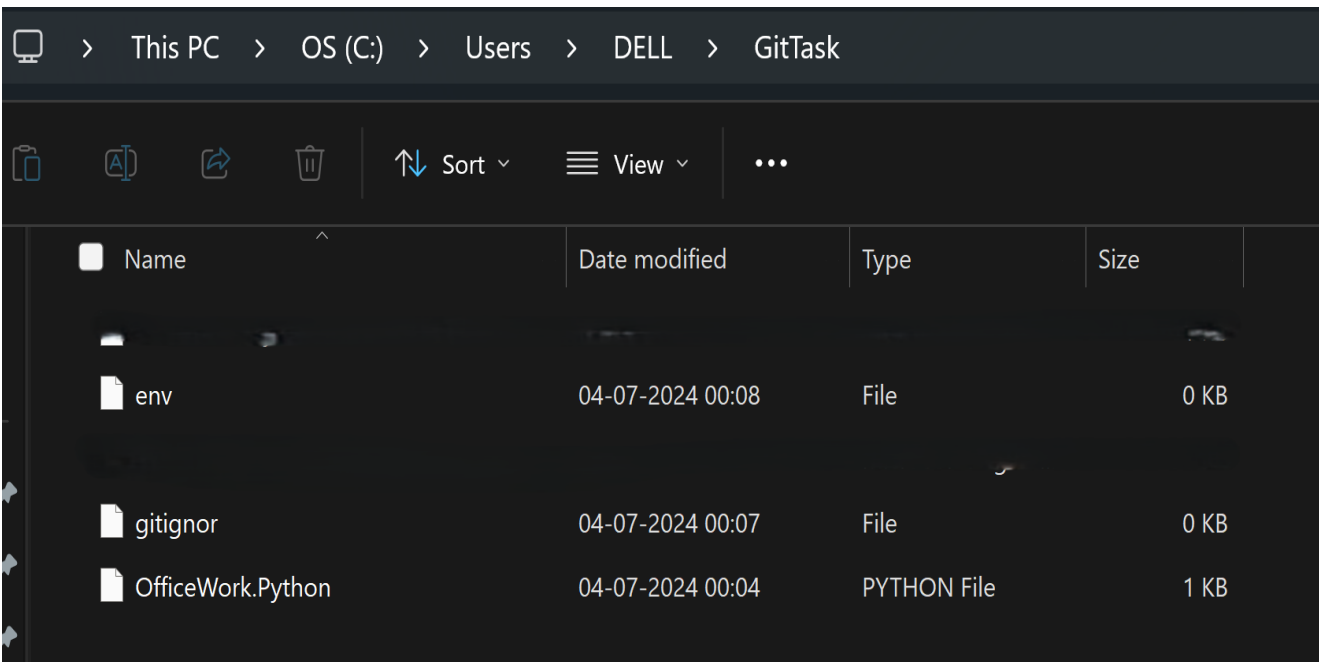 > This PC > OS (C:) > Users > DELL > GitTask
Sort View •••
Name Date modified Type Size
env 04-07-2024 00:08 File 0 KB
gitignor 04-07-2024 00:07 File 0 KB
OfficeWork.Python 04-07-2024 00:04 PYTHON File 1 KB